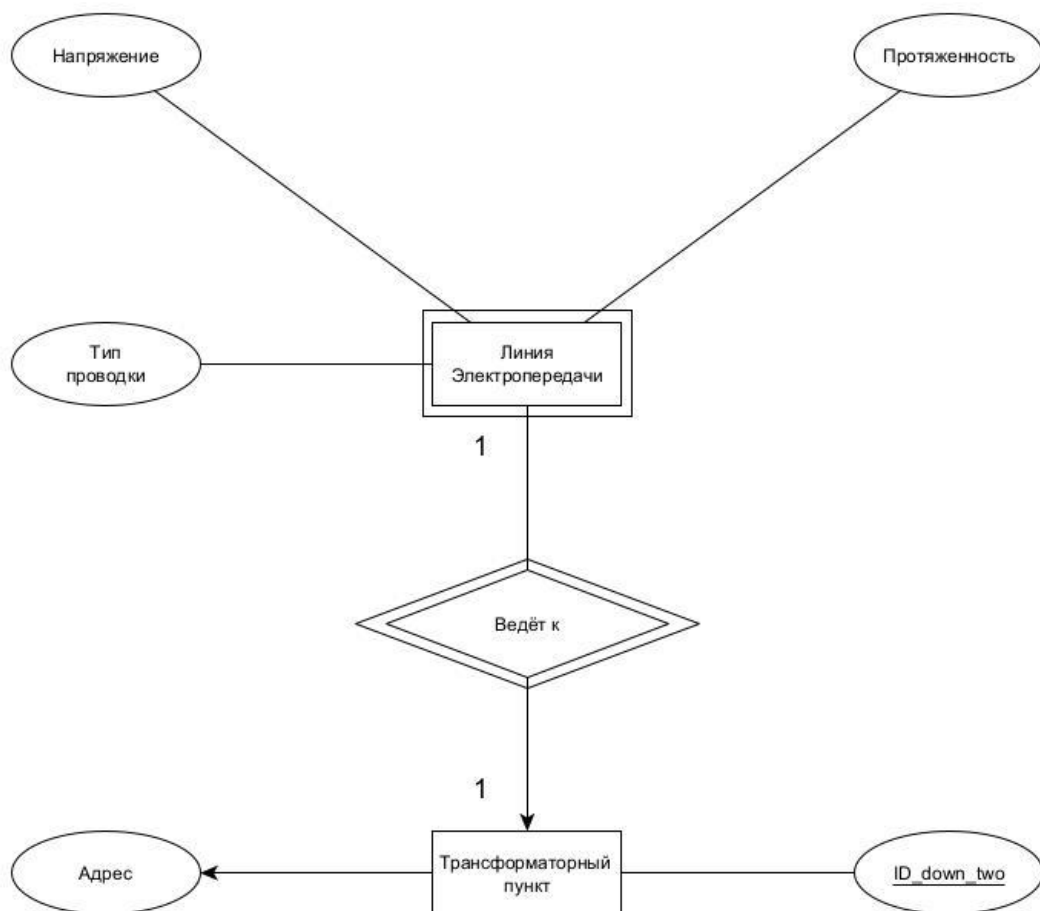 Напряжение
Протяженность
Тип
проводки
Линия
Электропередачи
1
Ведёт к
1
Адрес
Трансформаторный
пункт
ID_down_two